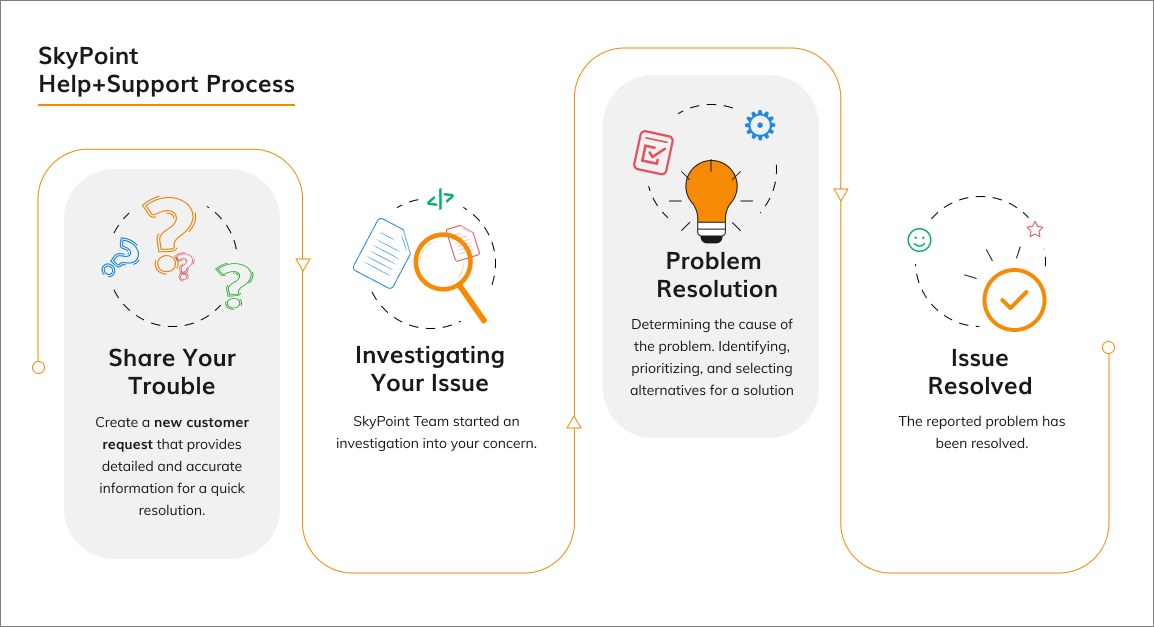 SkyPoint
Help+Support Process
Share Your
Trouble
Create a new customer
request that provides
detailed and accurate
information for a quick
resolution.
Investigating
Your Issue
SkyPoint Team started an
investigation into your concern.
Problem
Resolution
Determining the cause of
the problem. Identifying,
prioritizing, and selecting
alternatives for a solution
Issue
Resolved
The reported problem has
been resolved.